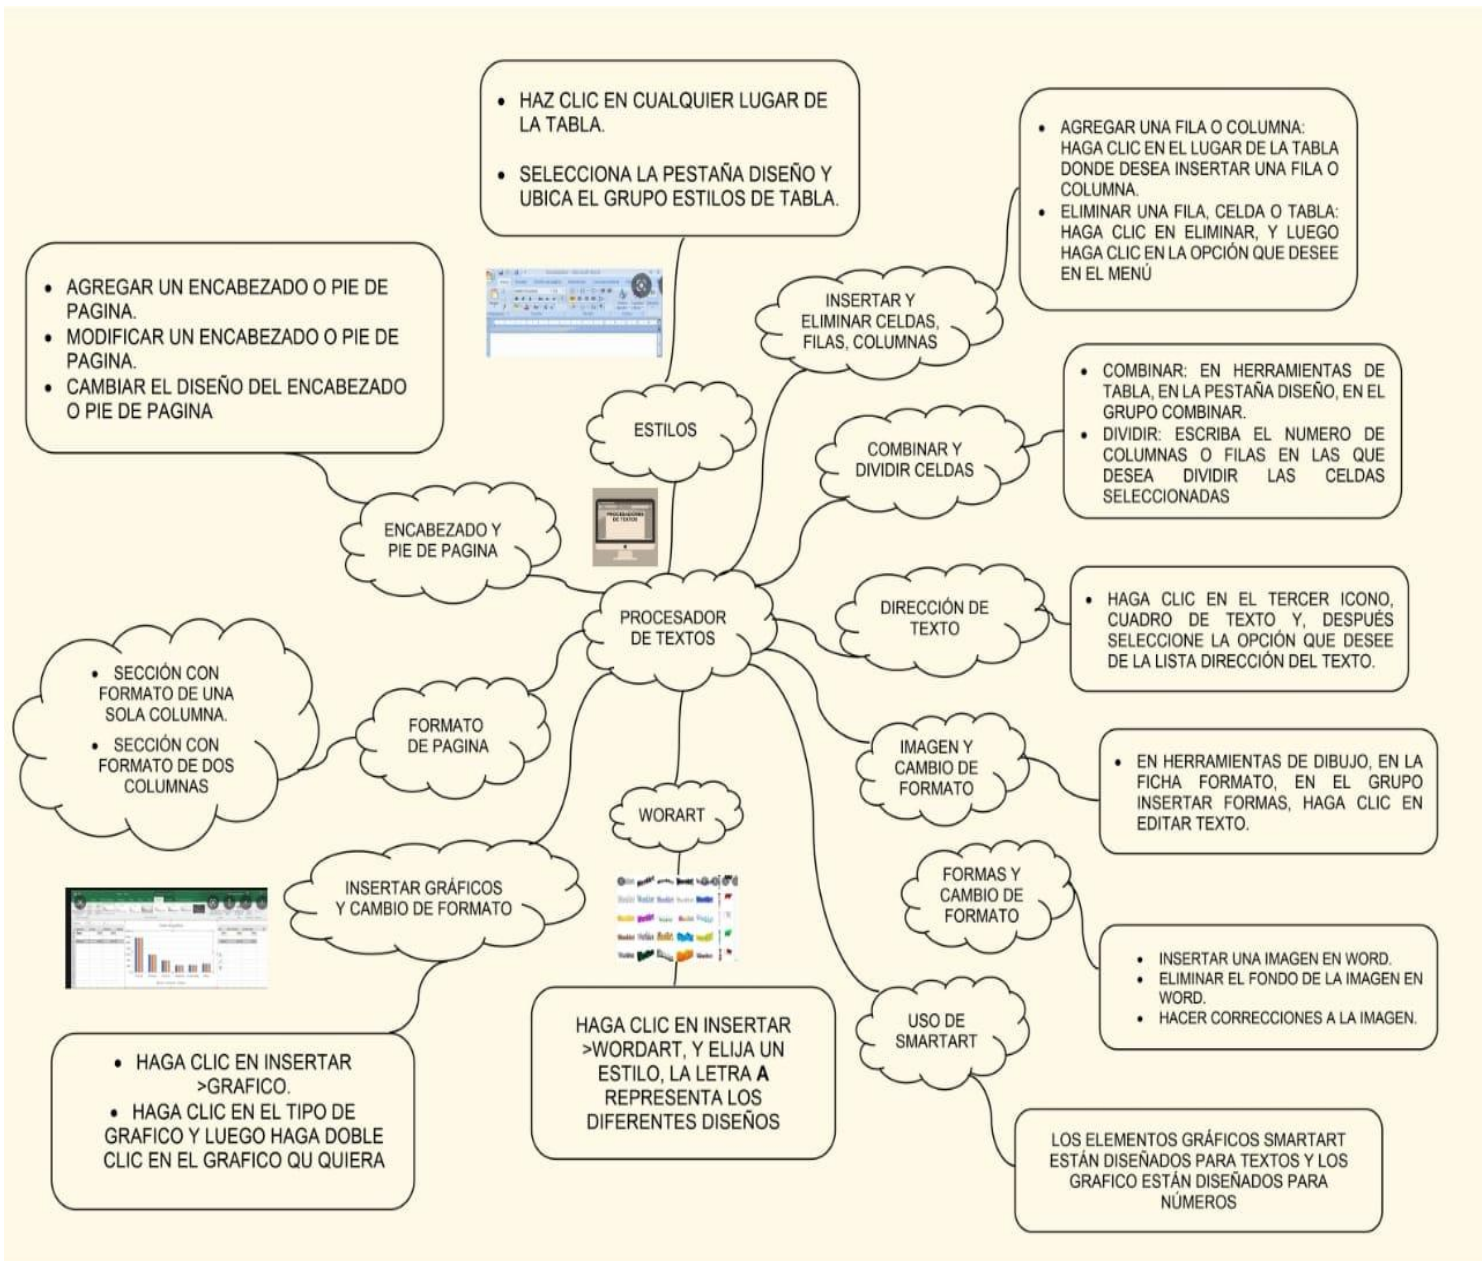 • HAZ CLIC EN CUALQUIER LUGAR DE
LA TABLA.
• SELECCIONA LA PESTAÑA DISEÑO Y
UBICA EL GRUPO ESTILOS DE TABLA.
• AGREGAR UNA FILA O COLUMNA:
HAGA CLIC EN EL LUGAR DE LA TABLA
DONDE DESEA INSERTAR UNA FILA O
COLUMNA.
• ELIMINAR UNA FILA, CELDA O TABLA:
HAGA CLIC EN ELIMINAR, Y LUEGO
HAGA CLIC EN LA OPCIÓN QUE DESEE
EN EL MENÚ
• AGREGAR UN ENCABEZADO O PIE DE
PAGINA.
• MODIFICAR UN ENCABEZADO O PIE DE
PAGINA.
• CAMBIAR EL DISEÑO DEL ENCABEZADO
O PIE DE PAGINA
INSERTAR Y
ELIMINAR CELDAS,
FILAS, COLUMNAS
• COMBINAR: EN HERRAMIENTAS DE
TABLA, EN LA PESTAÑA DISEÑO, EN EL
GRUPO COMBINAR.
• DIVIDIR: ESCRIBA EL NUMERO DE
COLUMNAS O FILAS EN LAS QUE
DESEA DIVIDIR LAS CELDAS
SELECCIONADAS
ESTILOS
COMBINAR Y
DIVIDIR CELDAS
ENCABEZADO Y
PIE DE PAGINA
PROCESADORES
DE TEXTOS
PROCESADOR
DE TEXTOS
DIRECCIÓN DE
TEXTO
• HAGA CLIC EN EL TERCER ICONO,
CUADRO DE TEXTO Y, DESPUÉS
SELECCIONE LA OPCIÓN QUE DESEE
DE LA LISTA DIRECCIÓN DEL TEXTO.
• SECCIÓN CON
FORMATO DE UNA
SOLA COLUMNA.
• SECCIÓN CON
FORMATO DE DOS
COLUMNAS
FORMATO
DE PAGINA
IMAGEN Y
CAMBIO DE
FORMATO
• EN HERRAMIENTAS DE DIBUJO, EN LA
FICHA FORMATO, EN EL GRUPO
INSERTAR FORMAS, HAGA CLIC EN
EDITAR TEXTO.
WORART
INSERTAR GRÁFICOS
Y CAMBIO DE FORMATO
FORMAS Y
CAMBIO DE
FORMATO
• INSERTAR UNA IMAGEN EN WORD.
• ELIMINAR EL FONDO DE LA IMAGEN EN
WORD.
• HACER CORRECCIONES A LA IMAGEN.
USO DE
SMARTART
• HAGA CLIC EN INSERTAR
>GRAFICO.
• HAGA CLIC EN EL TIPO DE
GRAFICO Y LUEGO HAGA DOBLE
CLIC EN EL GRAFICO QU QUIERA
HAGA CLIC EN INSERTAR
>WORDART, Y ELIJA UN
ESTILO, LA LETRA A
REPRESENTA LOS
DIFERENTES DISEÑOS
LOS ELEMENTOS GRÁFICOS SMARTART
ESTÁN DISEÑADOS PARA TEXTOS Y LOS
GRAFICO ESTÁN DISEÑADOS PARA
NÚMEROS